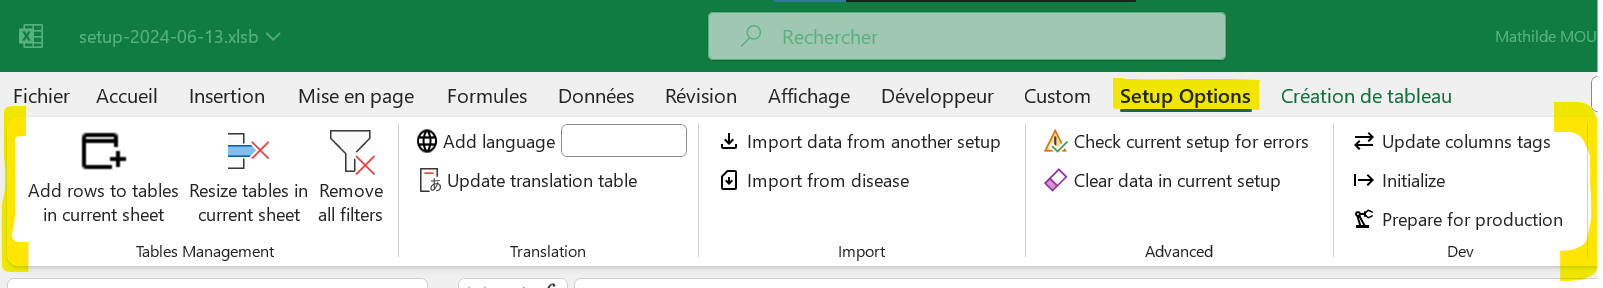 setup-2024-06-13.xlsb
Rechercher
Mathilde MOU
Fichier Accueil Insertion Mise en page Formules Données Révision Affichage Développeur Custom Setup Options Création de tableau
Add rows to tables
in current sheet
Resize tables in
current sheet
Remove
all filters
Tables Management
Add language
Update translation table
Translation
Import data from another setup
Import from disease
Import
Check current setup for errors
Clear data in current setup
Advanced
Update columns tags
Initialize
Prepare for production
Dev